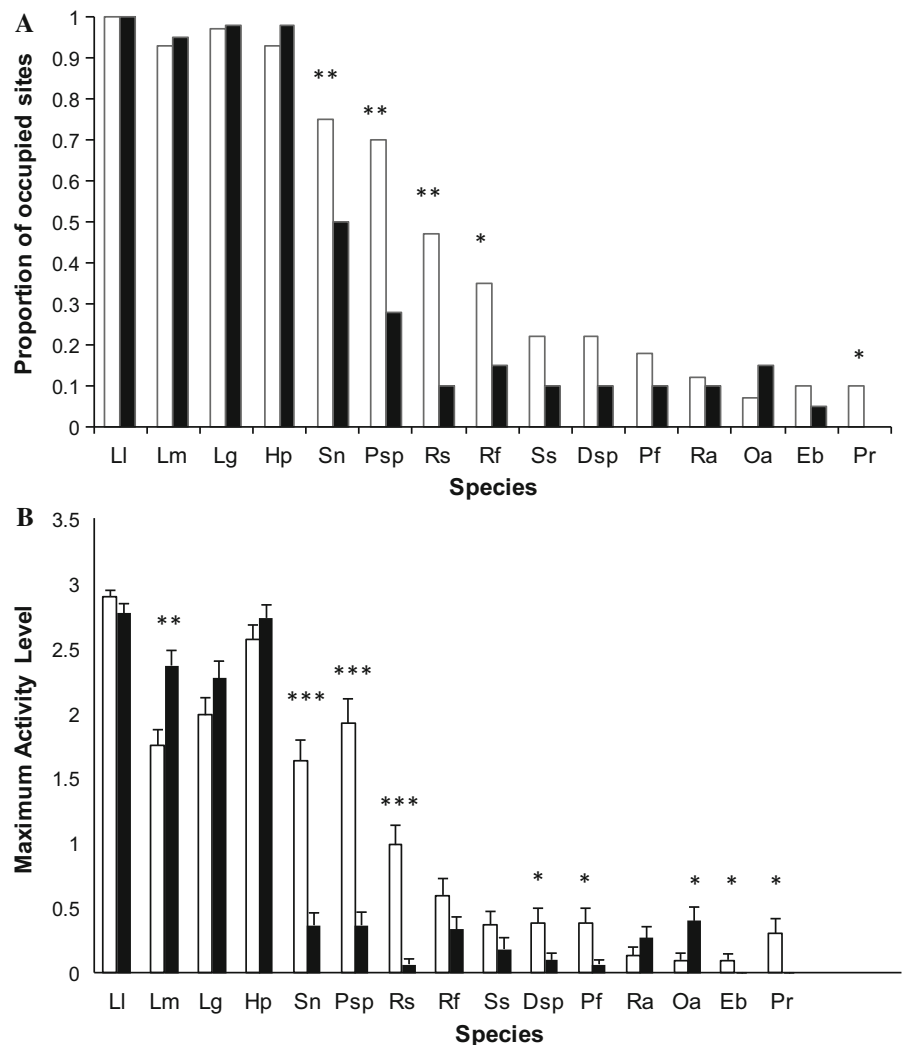 A
Proportion of occupied sites
1
0.9
0.8
0.7
0.6
0.5
0.4
0.3
0.2
0.1
0
** ** ** * *
Ll Lm Lg Hp Sn Psp Rs Rf Ss Dsp Pf Ra Oa Eb Pr
Species
B
Maximum Activity Level
3.5
3
2.5
2
1.5
1
0.5
0
** *** *** *** * * * * *
Ll Lm Lg Hp Sn Psp Rs Rf Ss Dsp Pf Ra Oa Eb Pr
Species